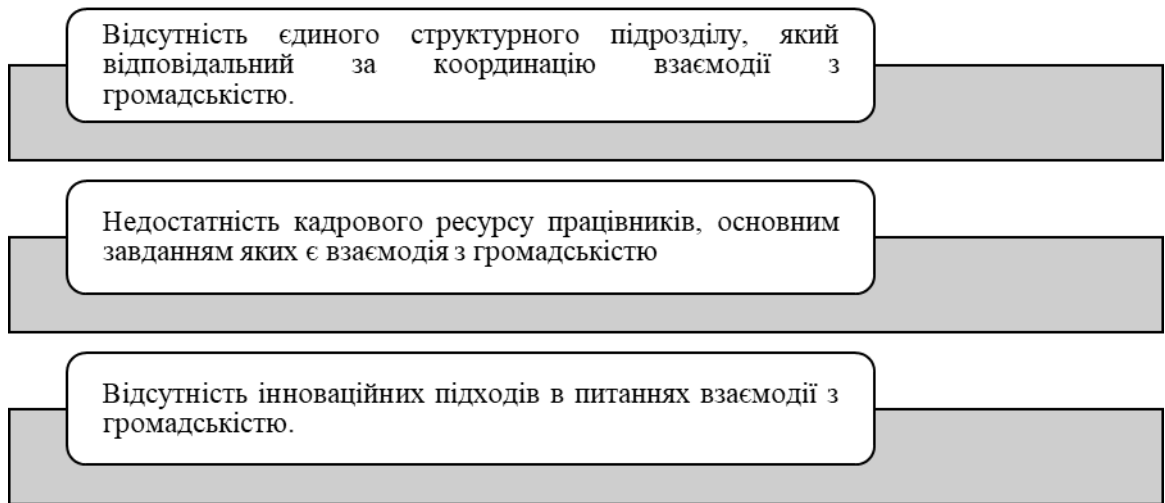 Відсутність єдиного структурного підрозділу, який
відповідальний за координацію взаємодії з
громадськістю.
Недостатність кадрового ресурсу працівників, основним
завданням яких є взаємодія з громадськістю
Відсутність інноваційних підходів в питаннях взаємодії з
громадськістю.